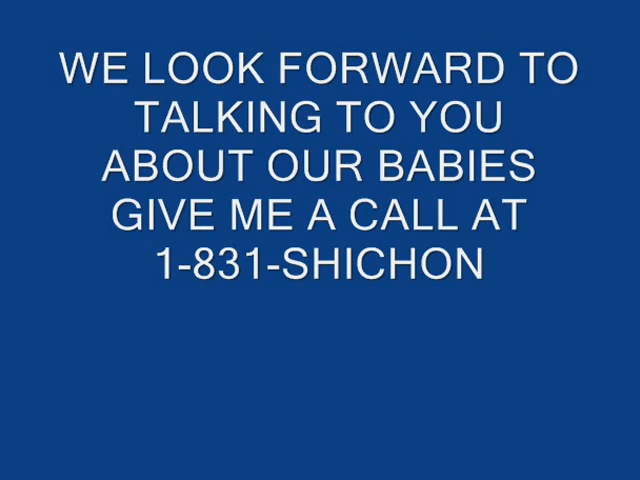 WE LOOK FORWARD TO
TALKING TO YOU
ABOUT OUR BABIES
GIVE ME A CALL AT
1-831-SHICHON